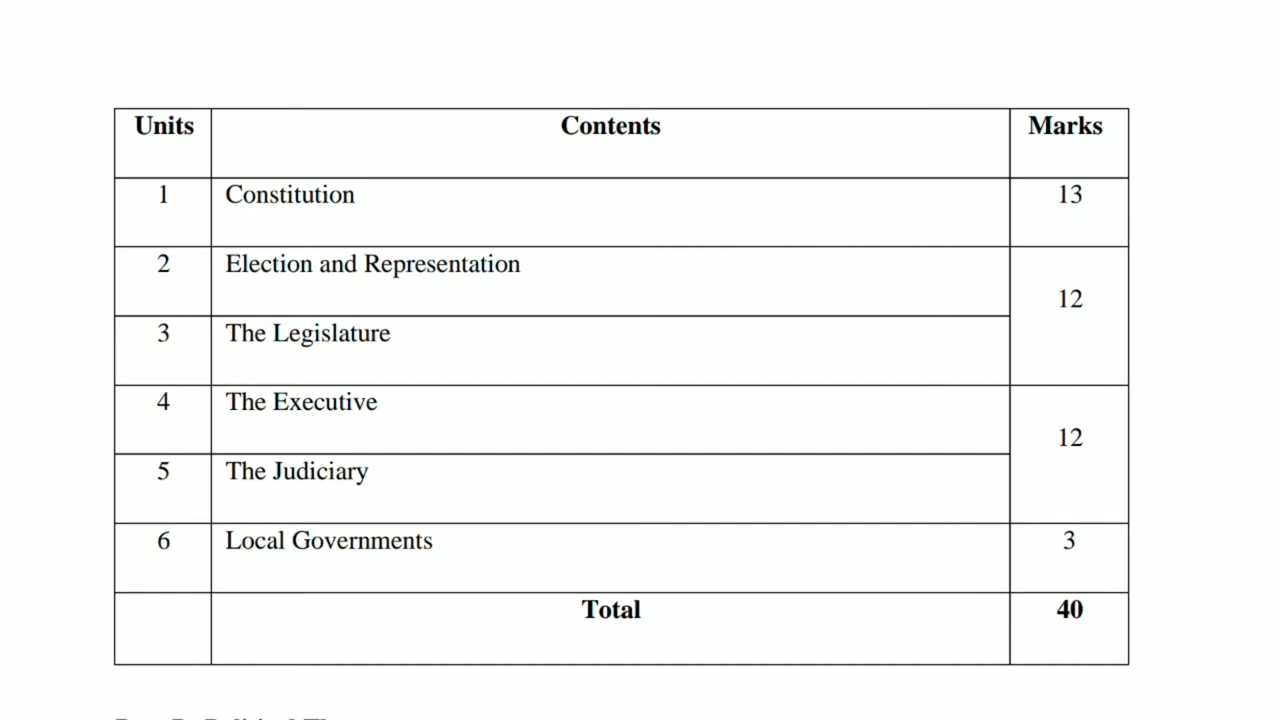 Units Contents Marks
1 Constitution 13
2 Election and Representation
12
3 The Legislature
4 The Executive
12
5 The Judiciary
6 Local Governments 3
Total 40